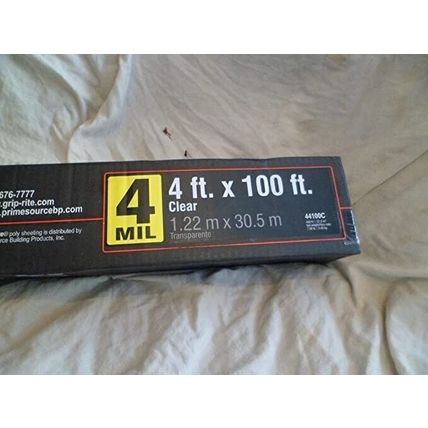 676-7777
.grip-rite.com
.primesourcebp.com
poly sheeting is distributed by
Building Products, Inc.
4
MIL
4 ft. x 100 ft.
Clear
1.22 m x 30.5 m
Transparente
44100C